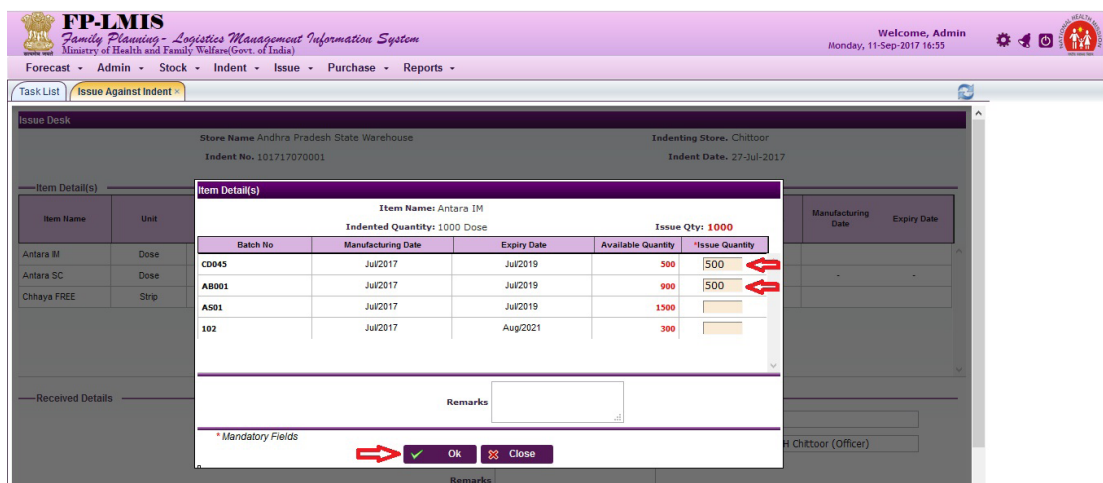 FP-LMIS
Family Planning - Logistics Management Information System
Ministry of Health and Family Welfare(Govt. of India)
Welcome, Admin
Monday, 11-Sep-2017 16:55
Forecast Admin Stock Indent Issue Purchase Reports
Task List Issue Against Indent ×
Issue Desk
Store Name Andhra Pradesh State Warehouse Indenting Store. Chittoor
Indent No. 101717070001 Indent Date. 27-Jul-2017
Item Detail(s)
Item Name Unit Manufacturing Date Expiry Date
Antara IM Dose
Antara SC Dose - -
Chhaya FREE Strip
Item Detail(s)
Item Name: Antara IM
Indented Quantity: 1000 Dose Issue Qty: 1000
Batch No Manufacturing Date Expiry Date Available Quantity *Issue Quantity
CD045 Jul/2017 Jul/2019 500 500
AB001 Jul/2017 Jul/2019 900 500
AS01 Jul/2017 Jul/2019 1500
102 Jul/2017 Aug/2021 300
Remarks
* Mandatory Fields
Ok Close
Received Details
H Chittoor (Officer)
Remarks